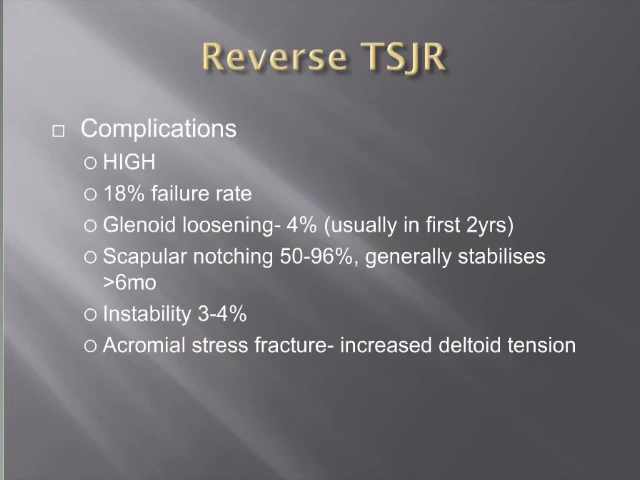 Reverse TSJR
Complications
HIGH
18% failure rate
Glenoid loosening- 4% (usually in first 2yrs)
Scapular notching 50-96%, generally stabilises
>6mo
Instability 3-4%
Acromial stress fracture- increased deltoid tension